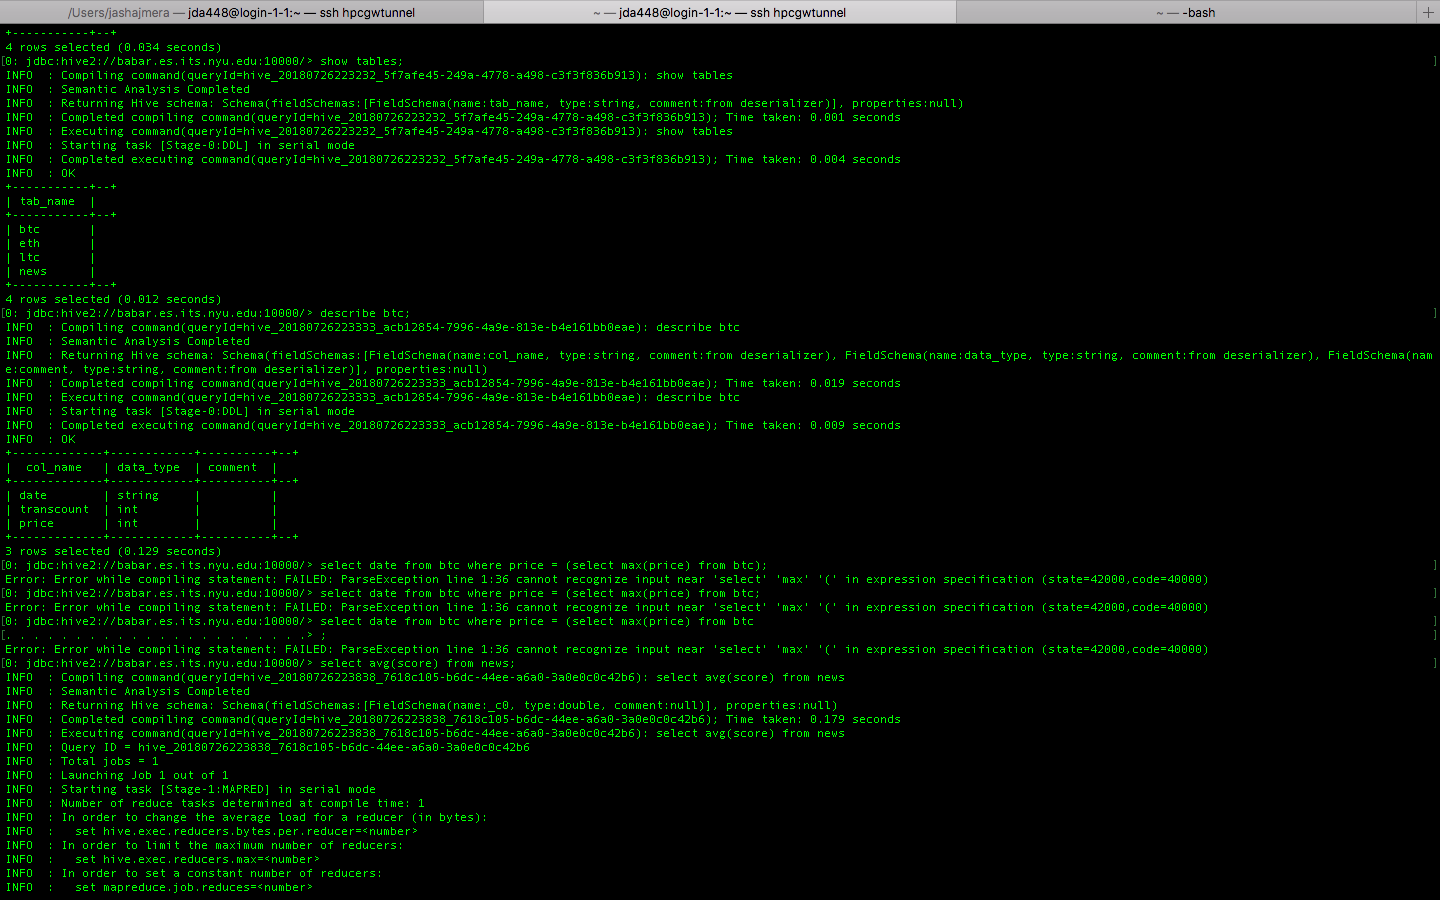 /Users/jashajmera — jda448@login-1-1:~ — ssh hpcgwtunnel
~ — jda448@login-1-1:~ — ssh hpcgwtunnel
~ — -bash
+-----------+--+
4 rows selected (0.034 seconds)
[0: jdbc:hive2://babar.es.its.nyu.edu:10000/> show tables; ]
INFO  : Compiling command(queryId=hive_20180726223232_5f7afe45-249a-4778-a498-c3f3f836b913): show tables
INFO  : Semantic Analysis Completed
INFO  : Returning Hive schema: Schema(fieldSchemas:[FieldSchema(name:tab_name, type:string, comment:from deserializer)], properties:null)
INFO  : Completed compiling command(queryId=hive_20180726223232_5f7afe45-249a-4778-a498-c3f3f836b913); Time taken: 0.001 seconds
INFO  : Executing command(queryId=hive_20180726223232_5f7afe45-249a-4778-a498-c3f3f836b913): show tables
INFO  : Starting task [Stage-0:DDL] in serial mode
INFO  : Completed executing command(queryId=hive_20180726223232_5f7afe45-249a-4778-a498-c3f3f836b913); Time taken: 0.004 seconds
INFO  : OK
+-----------+--+
| tab_name  |
+-----------+--+
| btc       |
| eth       |
| ltc       |
| news      |
+-----------+--+
4 rows selected (0.012 seconds)
[0: jdbc:hive2://babar.es.its.nyu.edu:10000/> describe btc; ]
INFO  : Compiling command(queryId=hive_20180726223333_acb12854-7996-4a9e-813e-b4e161bb0eae): describe btc
INFO  : Semantic Analysis Completed
INFO  : Returning Hive schema: Schema(fieldSchemas:[FieldSchema(name:col_name, type:string, comment:from deserializer), FieldSchema(name:data_type, type:string, comment:from deserializer), FieldSchema(nam
e:comment, type:string, comment:from deserializer)], properties:null)
INFO  : Completed compiling command(queryId=hive_20180726223333_acb12854-7996-4a9e-813e-b4e161bb0eae); Time taken: 0.019 seconds
INFO  : Executing command(queryId=hive_20180726223333_acb12854-7996-4a9e-813e-b4e161bb0eae): describe btc
INFO  : Starting task [Stage-0:DDL] in serial mode
INFO  : Completed executing command(queryId=hive_20180726223333_acb12854-7996-4a9e-813e-b4e161bb0eae); Time taken: 0.009 seconds
INFO  : OK
+-------------+------------+----------+--+
|  col_name   | data_type  | comment  |
+-------------+------------+----------+--+
| date        | string     |          |
| transcount  | int        |          |
| price       | int        |          |
+-------------+------------+----------+--+
3 rows selected (0.129 seconds)
[0: jdbc:hive2://babar.es.its.nyu.edu:10000/> select date from btc where price = (select max(price) from btc); ]
Error: Error while compiling statement: FAILED: ParseException line 1:36 cannot recognize input near 'select' 'max' '(' in expression specification (state=42000,code=40000)
[0: jdbc:hive2://babar.es.its.nyu.edu:10000/> select date from btc where price = (select max(price) from btc; ]
Error: Error while compiling statement: FAILED: ParseException line 1:36 cannot recognize input near 'select' 'max' '(' in expression specification (state=42000,code=40000)
[0: jdbc:hive2://babar.es.its.nyu.edu:10000/> select date from btc where price = (select max(price) from btc ]
[. . . . . . . . . . . . . . . . . . . . . .> ; ]
Error: Error while compiling statement: FAILED: ParseException line 1:36 cannot recognize input near 'select' 'max' '(' in expression specification (state=42000,code=40000)
[0: jdbc:hive2://babar.es.its.nyu.edu:10000/> select avg(score) from news; ]
INFO  : Compiling command(queryId=hive_20180726223838_7618c105-b6dc-44ee-a6a0-3a0e0c0c42b6): select avg(score) from news
INFO  : Semantic Analysis Completed
INFO  : Returning Hive schema: Schema(fieldSchemas:[FieldSchema(name:_c0, type:double, comment:null)], properties:null)
INFO  : Completed compiling command(queryId=hive_20180726223838_7618c105-b6dc-44ee-a6a0-3a0e0c0c42b6); Time taken: 0.179 seconds
INFO  : Executing command(queryId=hive_20180726223838_7618c105-b6dc-44ee-a6a0-3a0e0c0c42b6): select avg(score) from news
INFO  : Query ID = hive_20180726223838_7618c105-b6dc-44ee-a6a0-3a0e0c0c42b6
INFO  : Total jobs = 1
INFO  : Launching Job 1 out of 1
INFO  : Starting task [Stage-1:MAPRED] in serial mode
INFO  : Number of reduce tasks determined at compile time: 1
INFO  : In order to change the average load for a reducer (in bytes):
INFO  :   set hive.exec.reducers.bytes.per.reducer=<number>
INFO  : In order to limit the maximum number of reducers:
INFO  :   set hive.exec.reducers.max=<number>
INFO  : In order to set a constant number of reducers:
INFO  :   set mapreduce.job.reduces=<number>